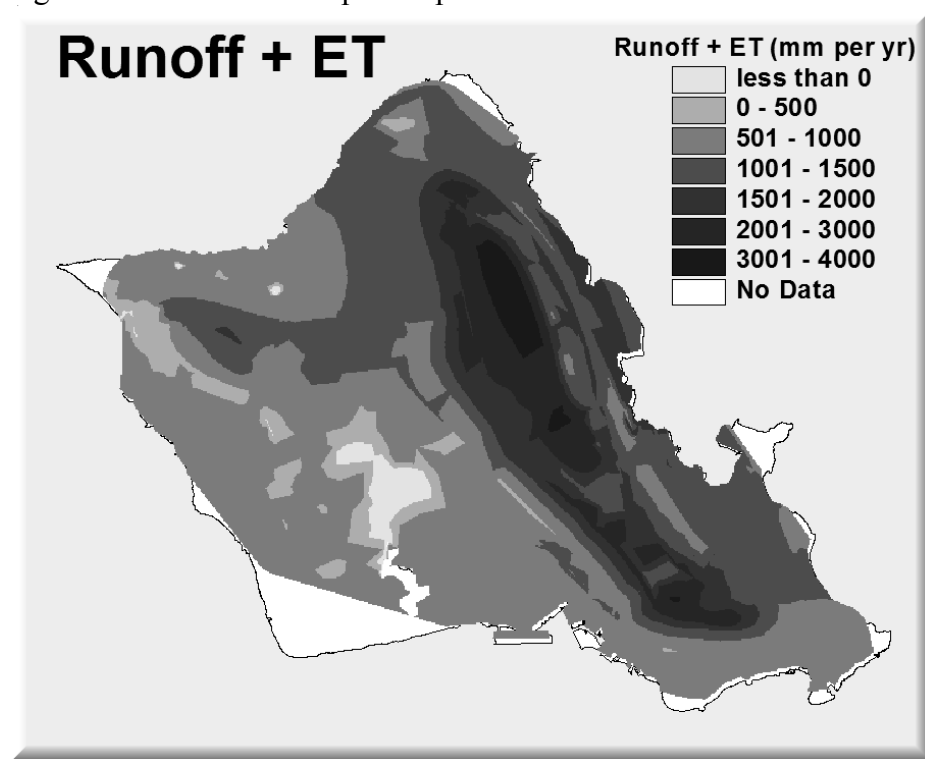 Runoff + ET
Runoff + ET (mm per yr)
less than 0
0 - 500
501 - 1000
1001 - 1500
1501 - 2000
2001 - 3000
3001 - 4000
No Data